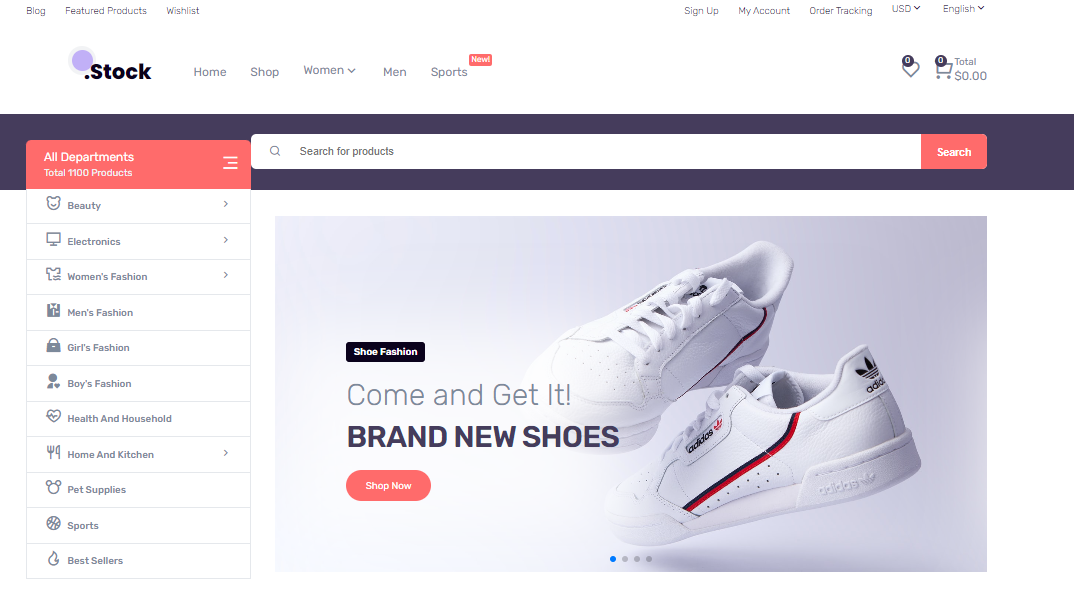 Blog Featured Products Wishlist Sign Up My Account Order Tracking USD English
.Stock Home Shop Women Men Sports New! 0 0 Total
$0.00
All Departments
Total 1100 Products
Search for products Search
Beauty
Electronics
Women's Fashion
Men's Fashion
Girl's Fashion
Boy's Fashion
Health And Household
Home And Kitchen
Pet Supplies
Sports
Best Sellers
Shoe Fashion
Come and Get It!
BRAND NEW SHOES
Shop Now
adidas
adidas
adidas